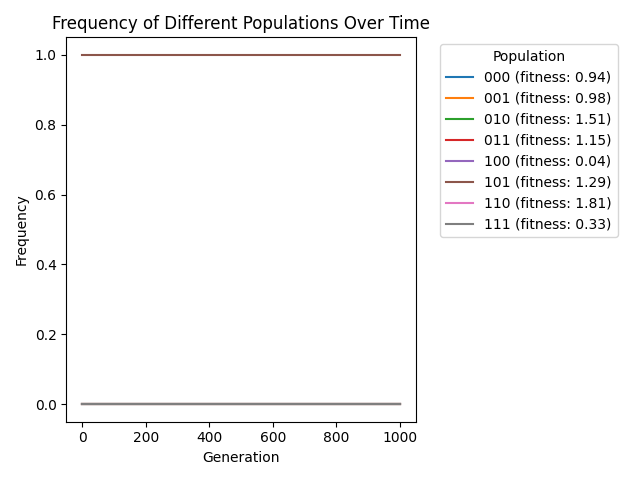 Frequency of Different Populations Over Time
Frequency
1.0
0.8
0.6
0.4
0.2
0.0
0 200 400 600 800 1000
Generation
Population
000 (fitness: 0.94)
001 (fitness: 0.98)
010 (fitness: 1.51)
011 (fitness: 1.15)
100 (fitness: 0.04)
101 (fitness: 1.29)
110 (fitness: 1.81)
111 (fitness: 0.33)